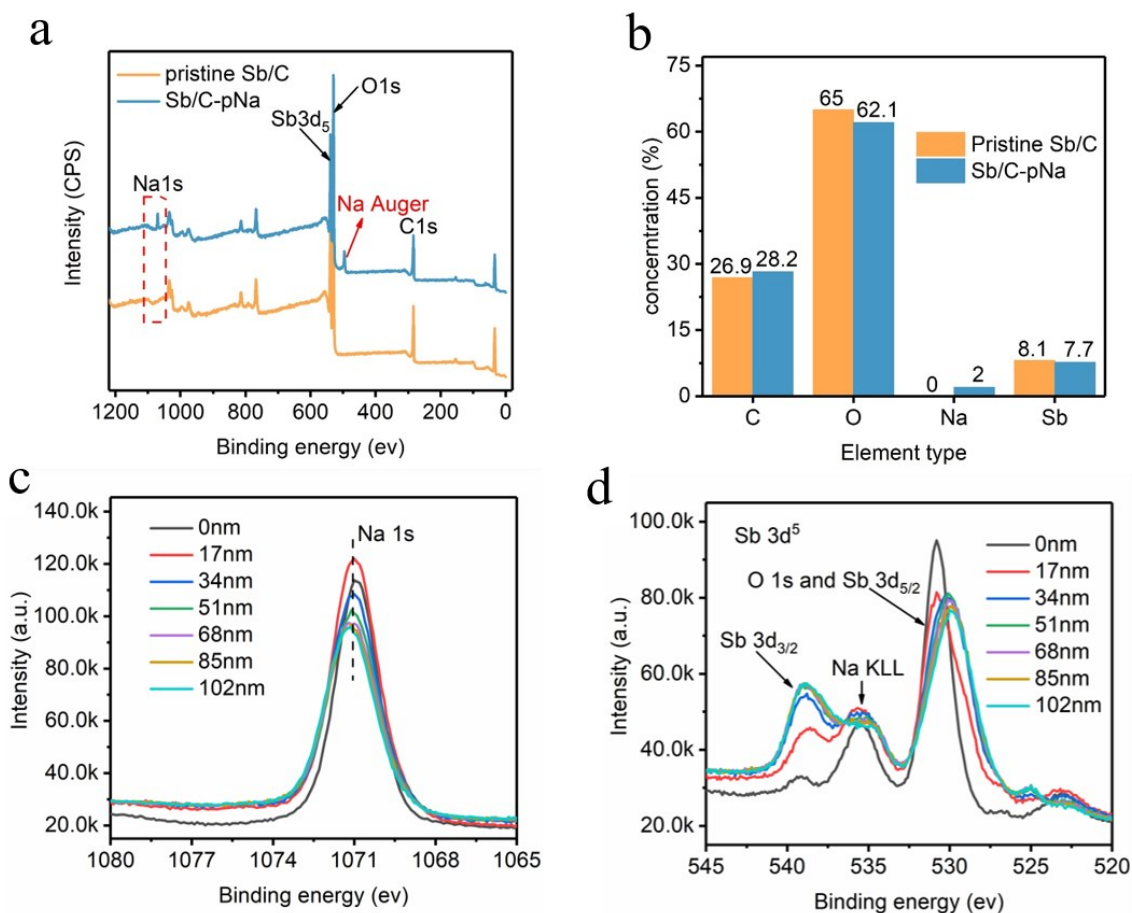 a
pristine Sb/C
Sb/C-pNa
O1s
Sb3d5
Na1s
Na Auger
C1s
Intensity (CPS)
1200 1000 800 600 400 200 0
Binding energy (ev)
b
75
60
45
30
15
0
concerntration (%)
26.9 28.2
65 62.1
0 2
8.1 7.7
Pristine Sb/C
Sb/C-pNa
C O Na Sb
Element type
c
140.0k
120.0k
100.0k
80.0k
60.0k
40.0k
20.0k
Intensity (a.u.)
0nm
17nm
34nm
51nm
68nm
85nm
102nm
Na 1s
1080 1077 1074 1071 1068 1065
Binding energy (ev)
d
100.0k
80.0k
60.0k
40.0k
20.0k
Intensity (a.u.)
Sb 3d⁵
O 1s and Sb 3d5/2
Sb 3d3/2
Na KLL
0nm
17nm
34nm
51nm
68nm
85nm
102nm
545 540 535 530 525 520
Binding energy (ev)